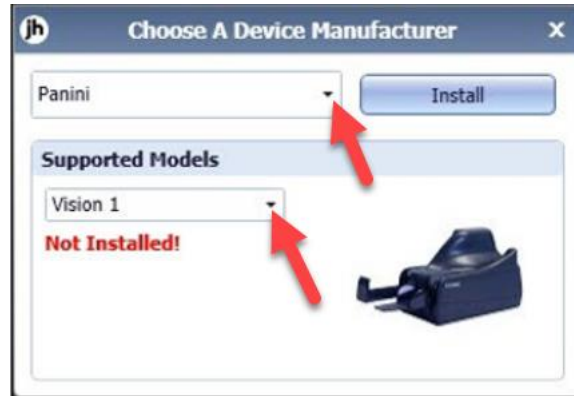 jh Choose A Device Manufacturer X
Panini Install
Supported Models
Vision 1
Not Installed!